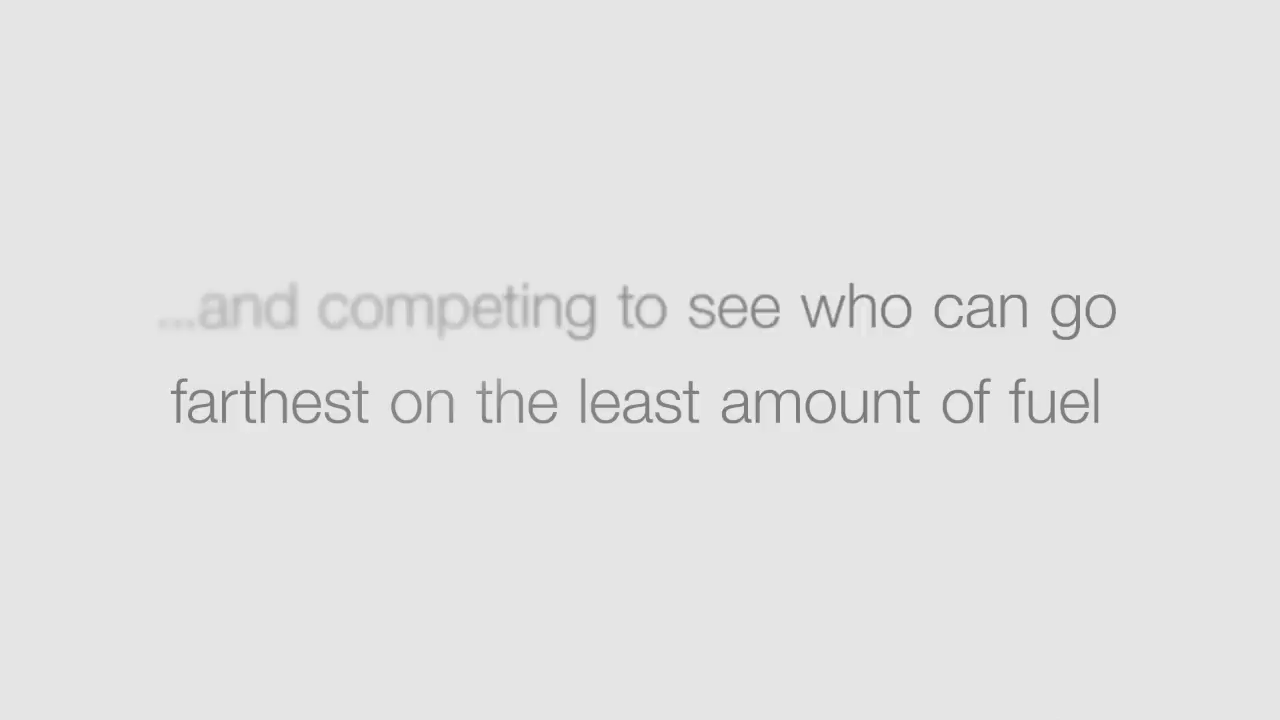 ...and competing to see who can go
farthest on the least amount of fuel